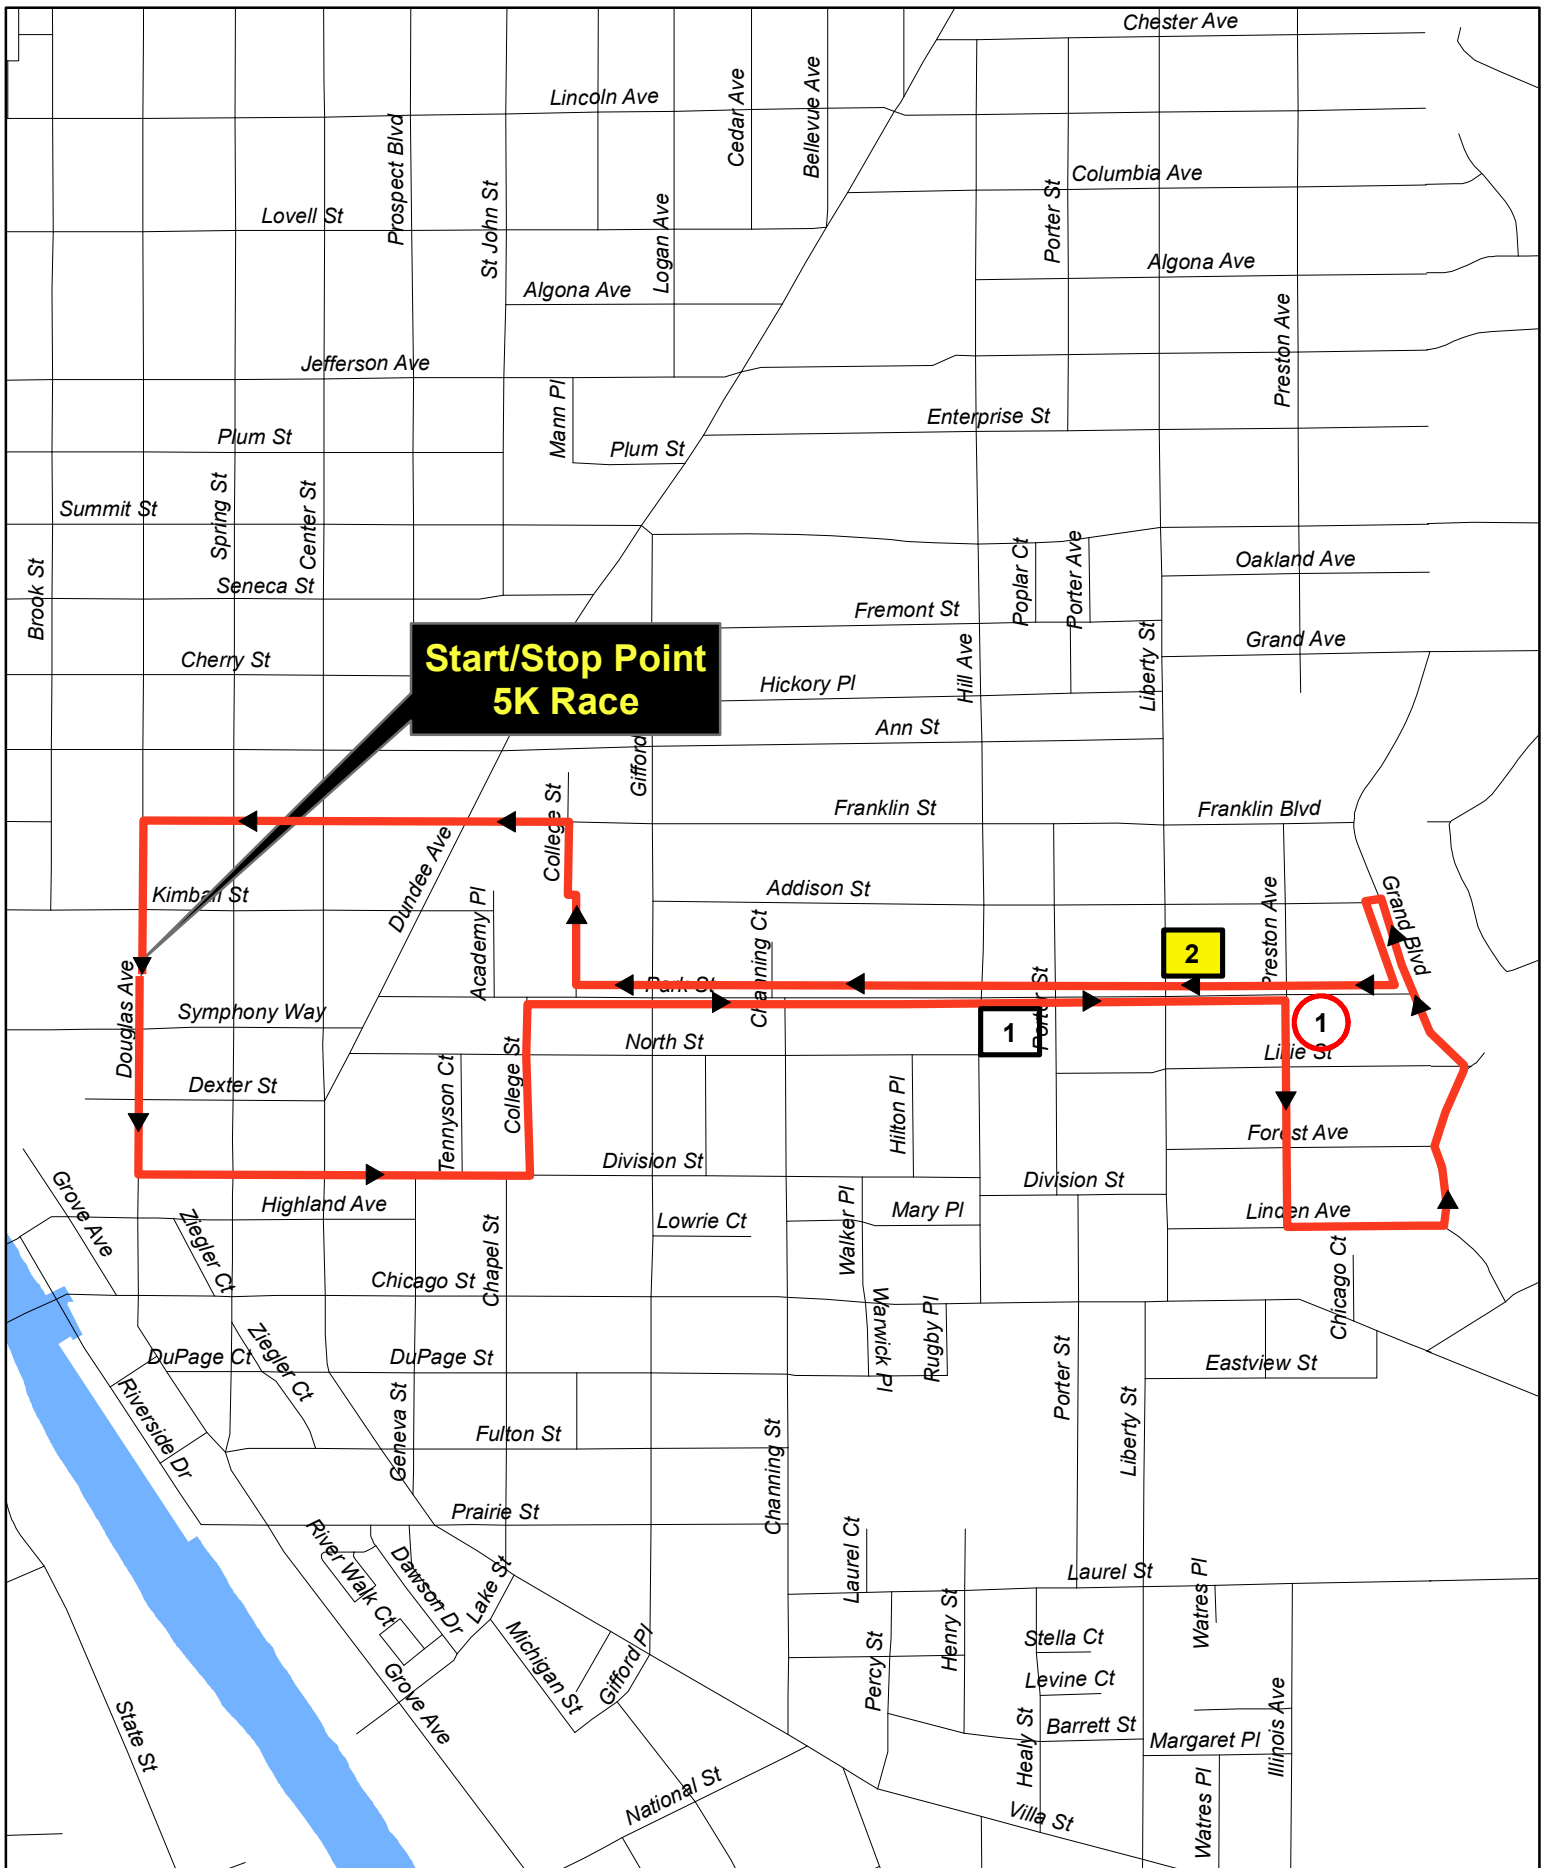 Chester Ave
Lincoln Ave
Cedar Ave
Bellevue Ave
Prospect Blvd
Columbia Ave
Porter St
St John St
Logan Ave
Lovell St
Algona Ave
Algona Ave
Preston Ave
Jefferson Ave
Mann Pl
Enterprise St
Plum St
Plum St
Summit St
Spring St
Center St
Brook St
Seneca St
Poplar Ct
Porter Ave
Oakland Ave
Fremont St
Liberty St
Grand Ave
Hill Ave
Cherry St
Start/Stop Point
5K Race
Hickory Pl
Ann St
Gifford
Franklin St
Franklin Blvd
College St
Dundee Ave
Kimball St
Addison St
Academy Pl
Channing Ct
Preston Ave
Grand Blvd
2
Douglas Ave
Park St
Porter St
Symphony Way
North St
1
1
Lillie St
College St
Tennyson Ct
Dexter St
Hilton Pl
Forest Ave
Division St
Division St
Grove Ave
Highland Ave
Ziegler Ct
Lowrie Ct
Walker Pl
Mary Pl
Linden Ave
Chapel St
Chicago St
Chicago Ct
Warwick Pl
Rugby Pl
Ziegler Ct
DuPage Ct
DuPage St
Eastview St
Riverside Dr
Geneva St
Fulton St
Porter St
Liberty St
Channing St
Prairie St
River Walk Ct
Dawson Dr
Lake St
Laurel Ct
Laurel St
Watres Pl
Henry St
Michigan St
Gifford Pl
Percy St
Stella Ct
Levine Ct
Grove Ave
Barrett St
Healy St
Margaret Pl
Illinois Ave
State St
National St
Villa St
Watres Pl